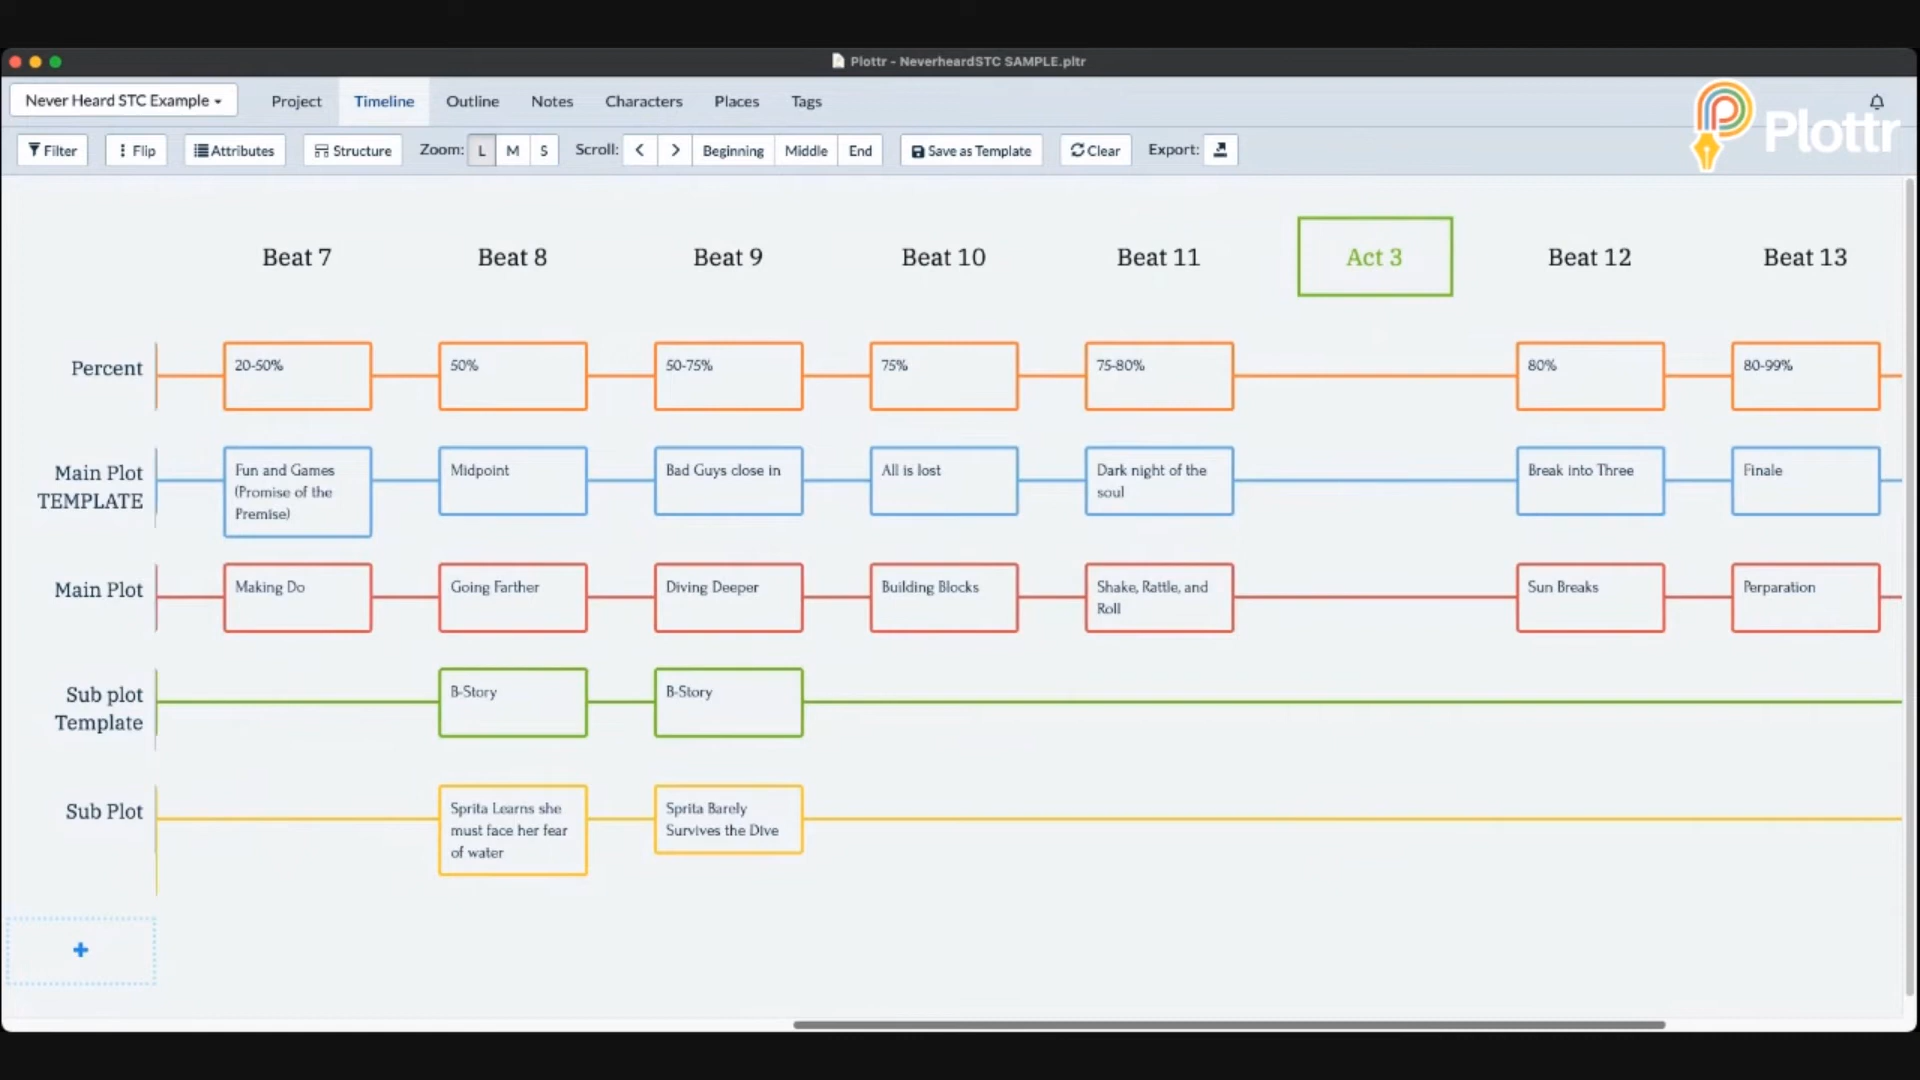 Plottr - NeverheardSTC SAMPLE.pltr
Never Heard STC Example
Project
Timeline
Outline
Notes
Characters
Places
Tags
Plottr
Filter
Flip
Attributes
Structure
Zoom:
L
M
S
Scroll:
Beginning
Middle
End
Save as Template
Clear
Export:
Beat 7
Beat 8
Beat 9
Beat 10
Beat 11
Act 3
Beat 12
Beat 13
Percent
20-50%
50%
50-75%
75%
75-80%
80%
80-99%
Main Plot
TEMPLATE
Fun and Games
(Promise of the
Premise)
Midpoint
Bad Guys close in
All is lost
Dark night of the
soul
Break into Three
Finale
Main Plot
Making Do
Going Farther
Diving Deeper
Building Blocks
Shake, Rattle, and
Roll
Sun Breaks
Perparation
Sub plot
Template
B-Story
B-Story
Sub Plot
Sprita Learns she
must face her fear
of water
Sprita Barely
Survives the Dive